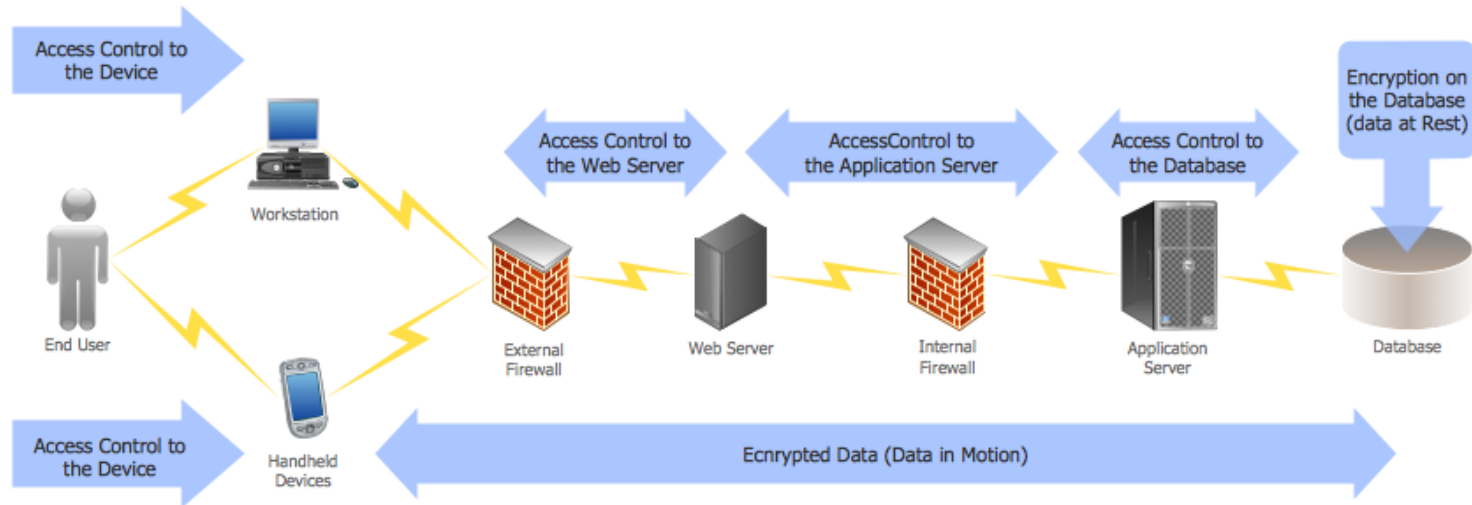 Access Control to
the Device
Encryption on
the Database
(data at Rest)
Access Control to
the Web Server
AccessControl to
the Application Server
Access Control to
the Database
Workstation
End User
External
Firewall
Web Server
Internal
Firewall
Application
Server
Database
Access Control to
the Device
Handheld
Devices
Ecnrypted Data (Data in Motion)